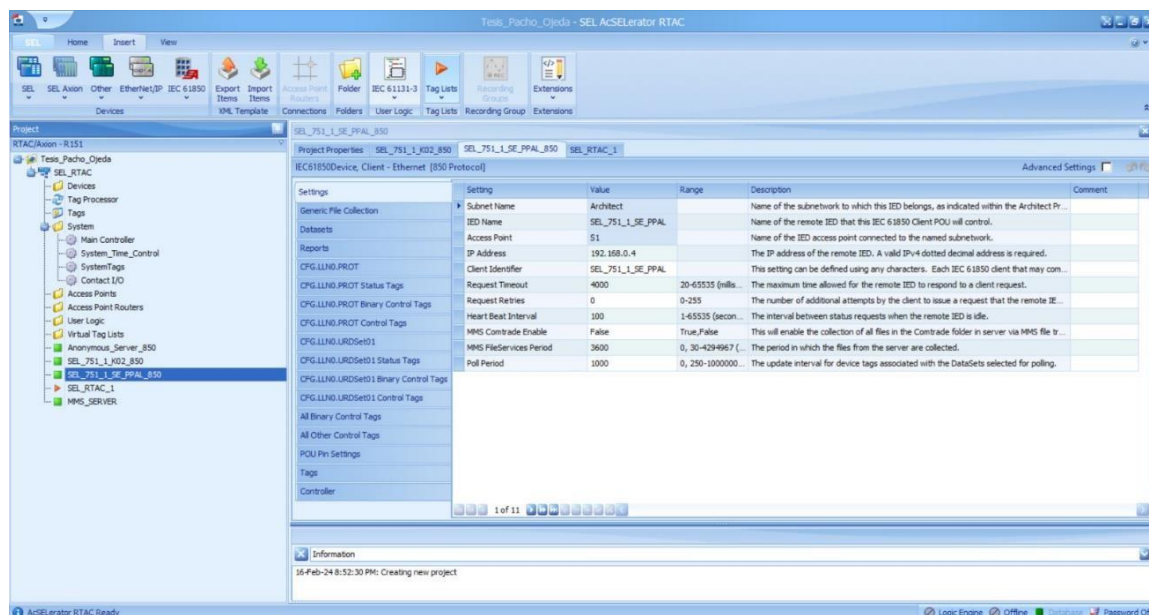 Tesis_Pacho_Ojeda - SEL AcSELerator RTAC
SEL Home Insert View
SEL SEL Axion Other EtherNet/IP IEC 61850 Export Items Import Items Access Point Routers Folder IEC 61131-3 Tag Lists Recording Groups Extensions
Devices XML Template Connections Folders User Logic Tag Lists Recording Group Extensions
Project
RTAC/Axion - R151
Tesis_Pacho_Ojeda
SEL_RTAC
Devices
Tag Processor
Tags
System
Main Controller
System_Time_Control
SystemTags
Contact I/O
Access Points
Access Point Routers
User Logic
Virtual Tag Lists
Anonymous_Server_850
SEL_751_1_K02_850
SEL_751_1_SE_PPAL_850
SEL_RTAC_1
MMS_SERVER
SEL_751_1_SE_PPAL_850
Project Properties SEL_751_1_K02_850 SEL_751_1_SE_PPAL_850 SEL_RTAC_1
IEC61850Device, Client - Ethernet [850 Protocol] Advanced Settings
Settings
Generic File Collection
Datasets
Reports
CFG.LLN0.PROT
CFG.LLN0.PROT Status Tags
CFG.LLN0.PROT Binary Control Tags
CFG.LLN0.PROT Control Tags
CFG.LLN0.URDSet01
CFG.LLN0.URDSet01 Status Tags
CFG.LLN0.URDSet01 Binary Control Tags
CFG.LLN0.URDSet01 Control Tags
All Binary Control Tags
All Other Control Tags
POU Pin Settings
Tags
Controller
Setting Value Range Description Comment
Subnet Name Architect Name of the subnetwork to which this IED belongs, as indicated within the Architect Pr...
IED Name SEL_751_1_SE_PPAL Name of the remote IED that this IEC 61850 Client POU will control.
Access Point S1 Name of the IED access point connected to the named subnetwork.
IP Address 192.168.0.4 The IP address of the remote IED. A valid IPv4 dotted decimal address is required.
Client Identifier SEL_751_1_SE_PPAL This setting can be defined using any characters. Each IEC 61850 client that may com...
Request Timeout 4000 20-65535 (millis... The maximum time allowed for the remote IED to respond to a client request.
Request Retries 0 0-255 The number of additional attempts by the client to issue a request that the remote IE...
Heart Beat Interval 100 1-65535 (secon... The interval between status requests when the remote IED is idle.
MMS Comtrade Enable False True,False This will enable the collection of all files in the Comtrade folder in server via MMS file tr...
MMS FileServices Period 3600 0, 30-4294967 (... The period in which the files from the server are collected.
Poll Period 1000 0, 250-1000000... The update interval for device tags associated with the DataSets selected for polling.
1 of 11
Information
16-Feb-24 8:52:30 PM: Creating new project
AcSELerator RTAC Ready Logic Engine Offline Database Password Of